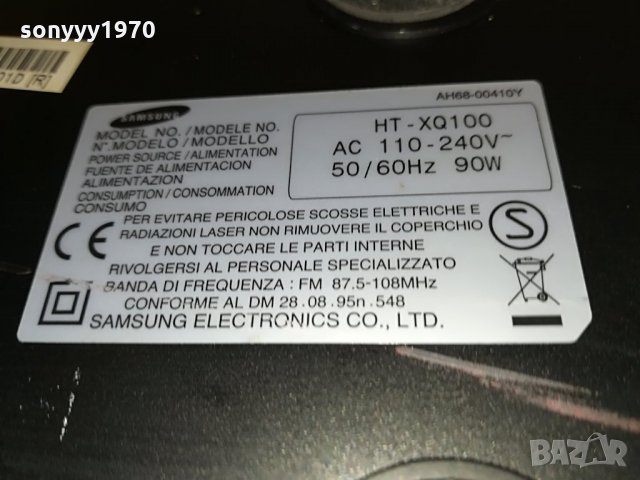 sonyyy1970
01D [R]
AH68-00410Y
SAMSUNG
MODEL NO. / MODELE NO.
N°. MODELO / MODELLO
POWER SOURCE / ALIMENTATION
FUENTE DE ALIMENTACION
ALIMENTAZION
CONSUMPTION / CONSOMMATION
CONSUMO
HT-XQ100
AC 110-240V~
50/60Hz 90W
PER EVITARE PERICOLOSE SCOSSE ELETTRICHE E
RADIAZIONI LASER NON RIMUOVERE IL COPERCHIO
E NON TOCCARE LE PARTI INTERNE
RIVOLGERSI AL PERSONALE SPECIALIZZATO
BANDA DI FREQUENZA : FM 87.5-108MHz
CONFORME AL DM 28.08.95n.548
SAMSUNG ELECTRONICS CO., LTD.
CE
S
BAZAR